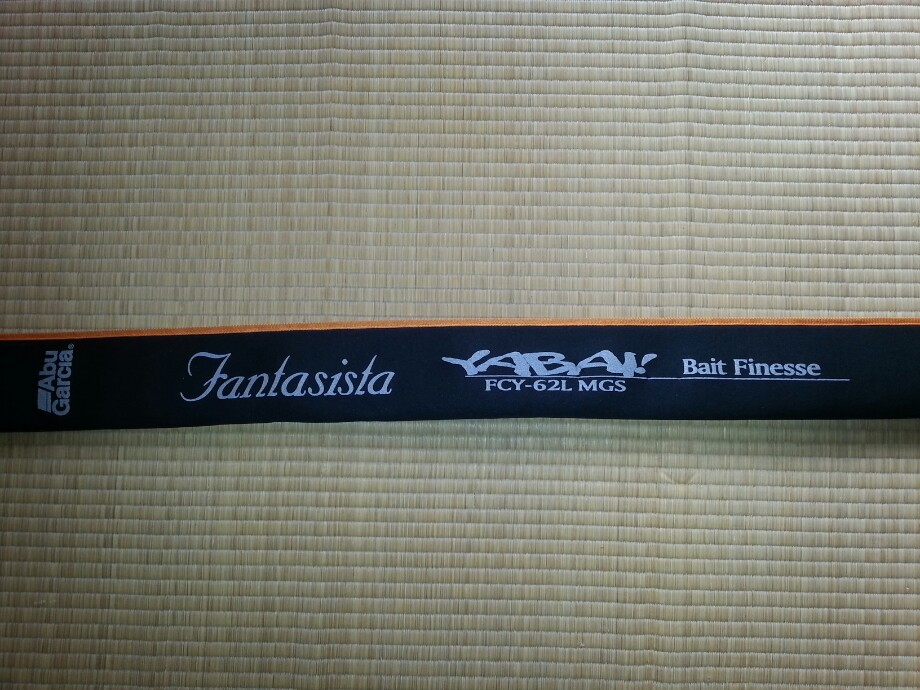 Abu
Garcia®
Fantasista
YABAI!
FCY-62L MGS
Bait Finesse